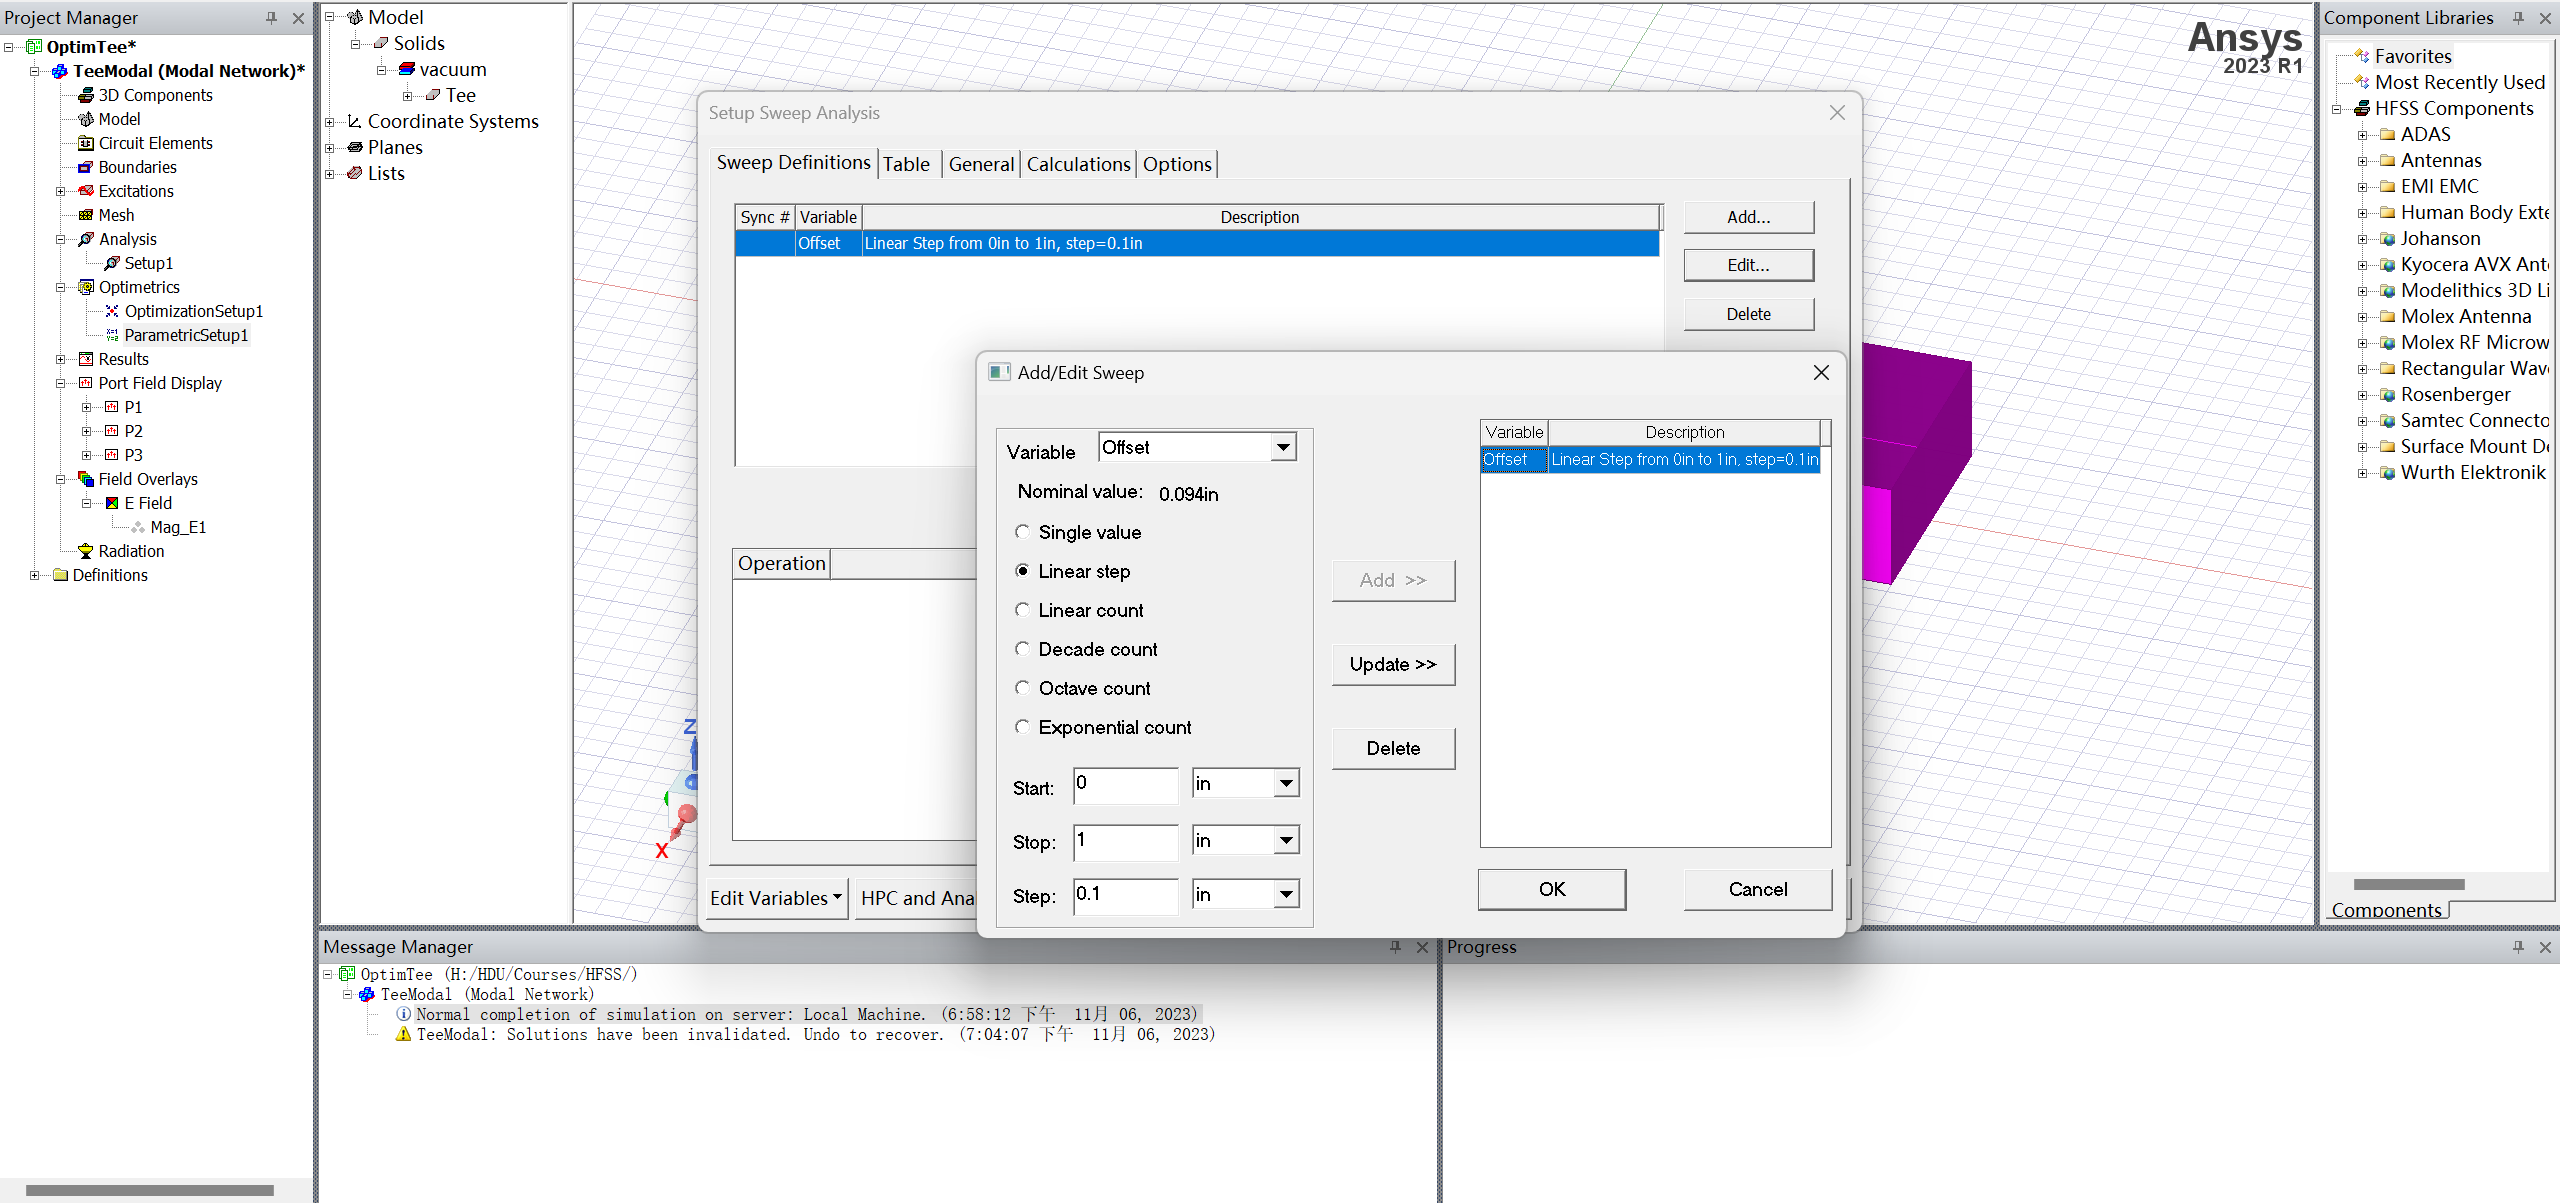 Project Manager
OptimTee*
TeeModal (Modal Network)*
3D Components
Model
Circuit Elements
Boundaries
Excitations
Mesh
Analysis
Setup1
Optimetrics
OptimizationSetup1
ParametricSetup1
Results
Port Field Display
P1
P2
P3
Field Overlays
E Field
Mag_E1
Radiation
Definitions
Model
Solids
vacuum
Tee
Coordinate Systems
Planes
Lists
Ansys
2023 R1
Z
X
Setup Sweep Analysis
Sweep Definitions
Table
General
Calculations
Options
Sync # Variable Description
Offset Linear Step from 0in to 1in, step=0.1in
Add...
Edit...
Delete
Operation
Edit Variables
HPC and Ana
Add/Edit Sweep
Variable Offset
Nominal value: 0.094in
Single value
Linear step
Linear count
Decade count
Octave count
Exponential count
Start: 0 in
Stop: 1 in
Step: 0.1 in
Add >>
Update >>
Delete
Variable Description
Offset Linear Step from 0in to 1in, step=0.1in
OK
Cancel
Component Libraries
Favorites
Most Recently Used
HFSS Components
ADAS
Antennas
EMI EMC
Human Body Exte
Johanson
Kyocera AVX Ant
Modelithics 3D Li
Molex Antenna
Molex RF Microw
Rectangular Wav
Rosenberger
Samtec Connecto
Surface Mount De
Wurth Elektronik
Components
Message Manager
OptimTee (H:/HDU/Courses/HFSS/)
TeeModal (Modal Network)
Normal completion of simulation on server: Local Machine. (6:58:12 下午 11月 06, 2023)
TeeModal: Solutions have been invalidated. Undo to recover. (7:04:07 下午 11月 06, 2023)
Progress